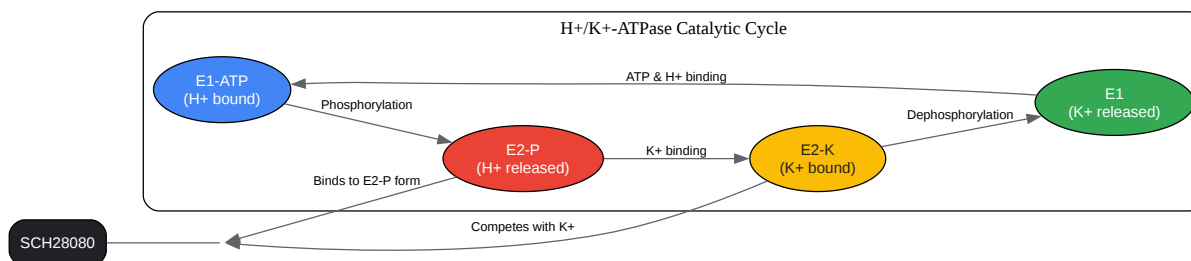 H+/K+-ATPase Catalytic Cycle
E1-ATP
(H+ bound)
ATP & H+ binding
E1
(K+ released)
Phosphorylation
Dephosphorylation
E2-P
(H+ released)
K+ binding
E2-K
(K+ bound)
Binds to E2-P form
Competes with K+
SCH28080